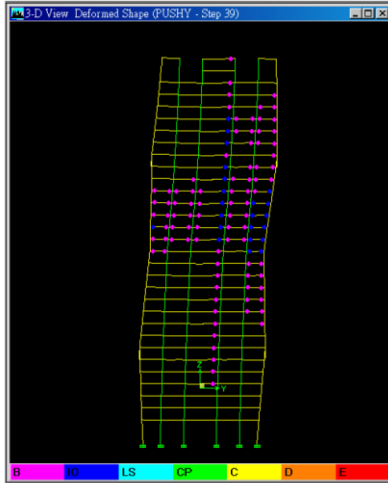 3-D View Deformed Shape (PUSHY - Step 39)
Z
Y
B IO LS CP C D E